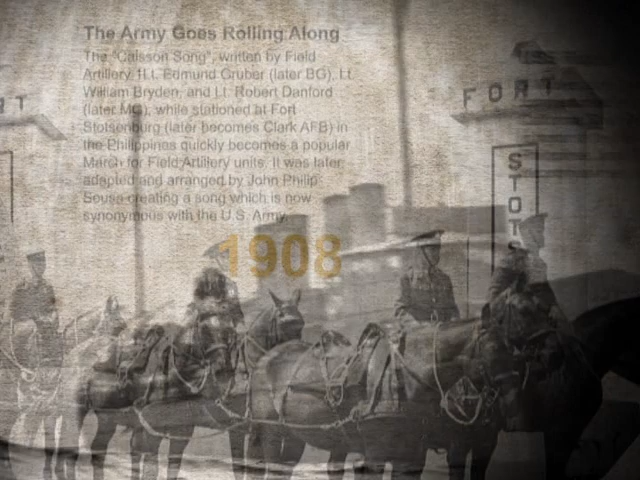 The Army Goes Rolling Along
The "Caisson Song", written by Field
Artillery 1Lt. Edmund Gruber (later BG), Lt.
William Bryden, and Lt. Robert Danford
(later MG), while stationed at Fort
Stotsenburg (later becomes Clark AFB) in
the Philippines quickly becomes a popular
March for Field Artillery units. It was later
adapted and arranged by John Philip
Sousa creating a song which is now
synonymous with the U.S. Army.
1908
FORT
STOTS